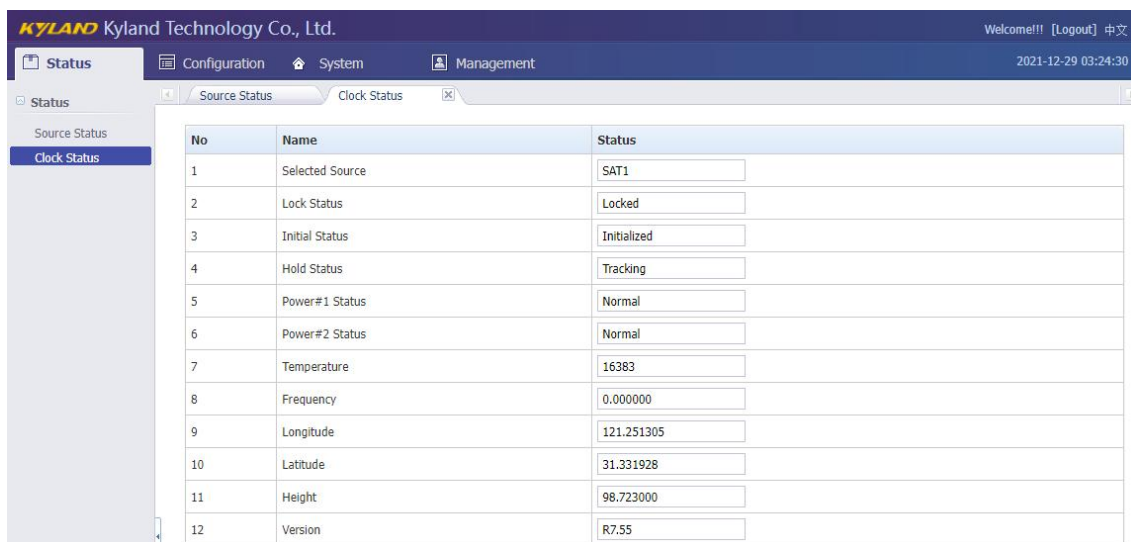 KYLAND Kyland Technology Co., Ltd.
Welcome!!! [Logout] 中文
Status Configuration System Management 2021-12-29 03:24:30
Status
Source Status
Clock Status
Source Status Clock Status
No Name Status
1 Selected Source SAT1
2 Lock Status Locked
3 Initial Status Initialized
4 Hold Status Tracking
5 Power#1 Status Normal
6 Power#2 Status Normal
7 Temperature 16383
8 Frequency 0.000000
9 Longitude 121.251305
10 Latitude 31.331928
11 Height 98.723000
12 Version R7.55